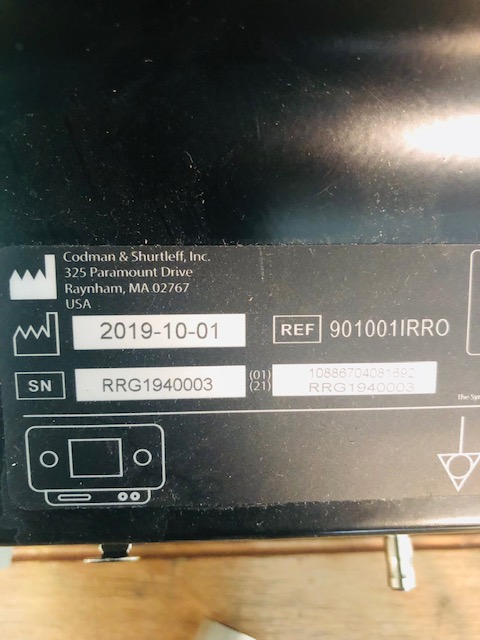 Codman & Shurtleff, Inc.
325 Paramount Drive
Raynham, MA 02767
USA
2019-10-01
REF 901001IRRO
SN RRG1940003
(01) 10886704081692
(21) RRG1940003